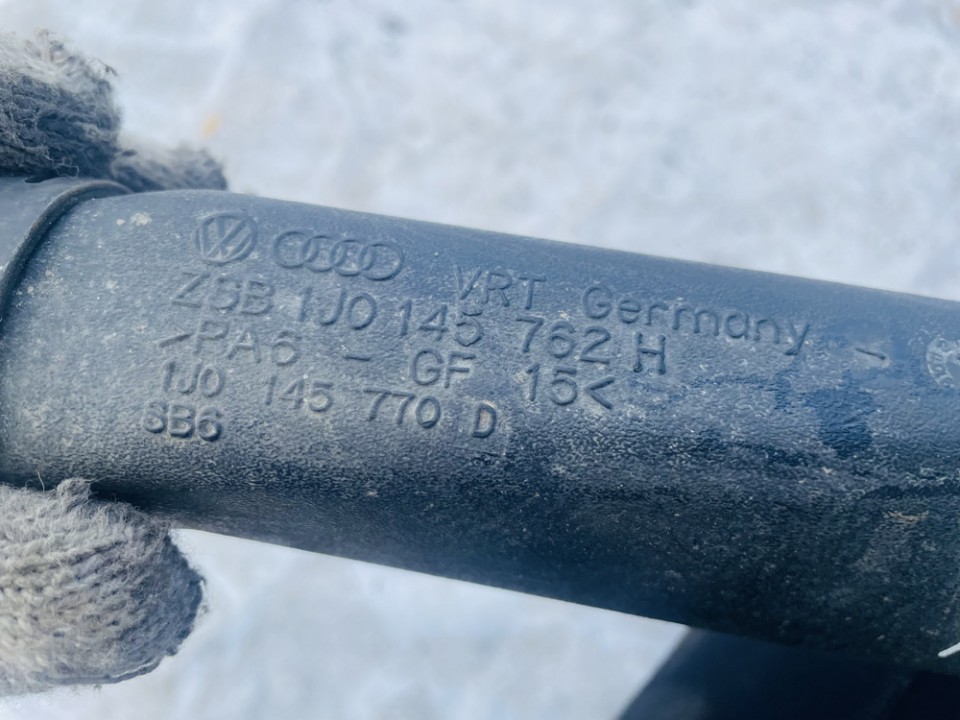 VRT Germany
ZSB 1J0 145 762 H
>PA6 - GF 15<
1J0 145 770 D
SB6